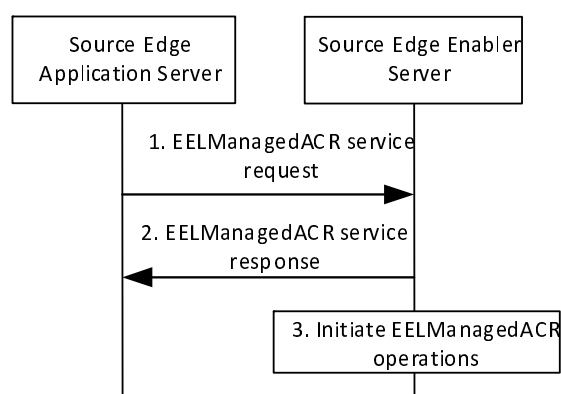 Source Edge
Application Server
Source Edge Enabler
Server
1. EELManagedACR service
request
2. EELManagedACR service
response
3. Initiate EELManagedACR
operations